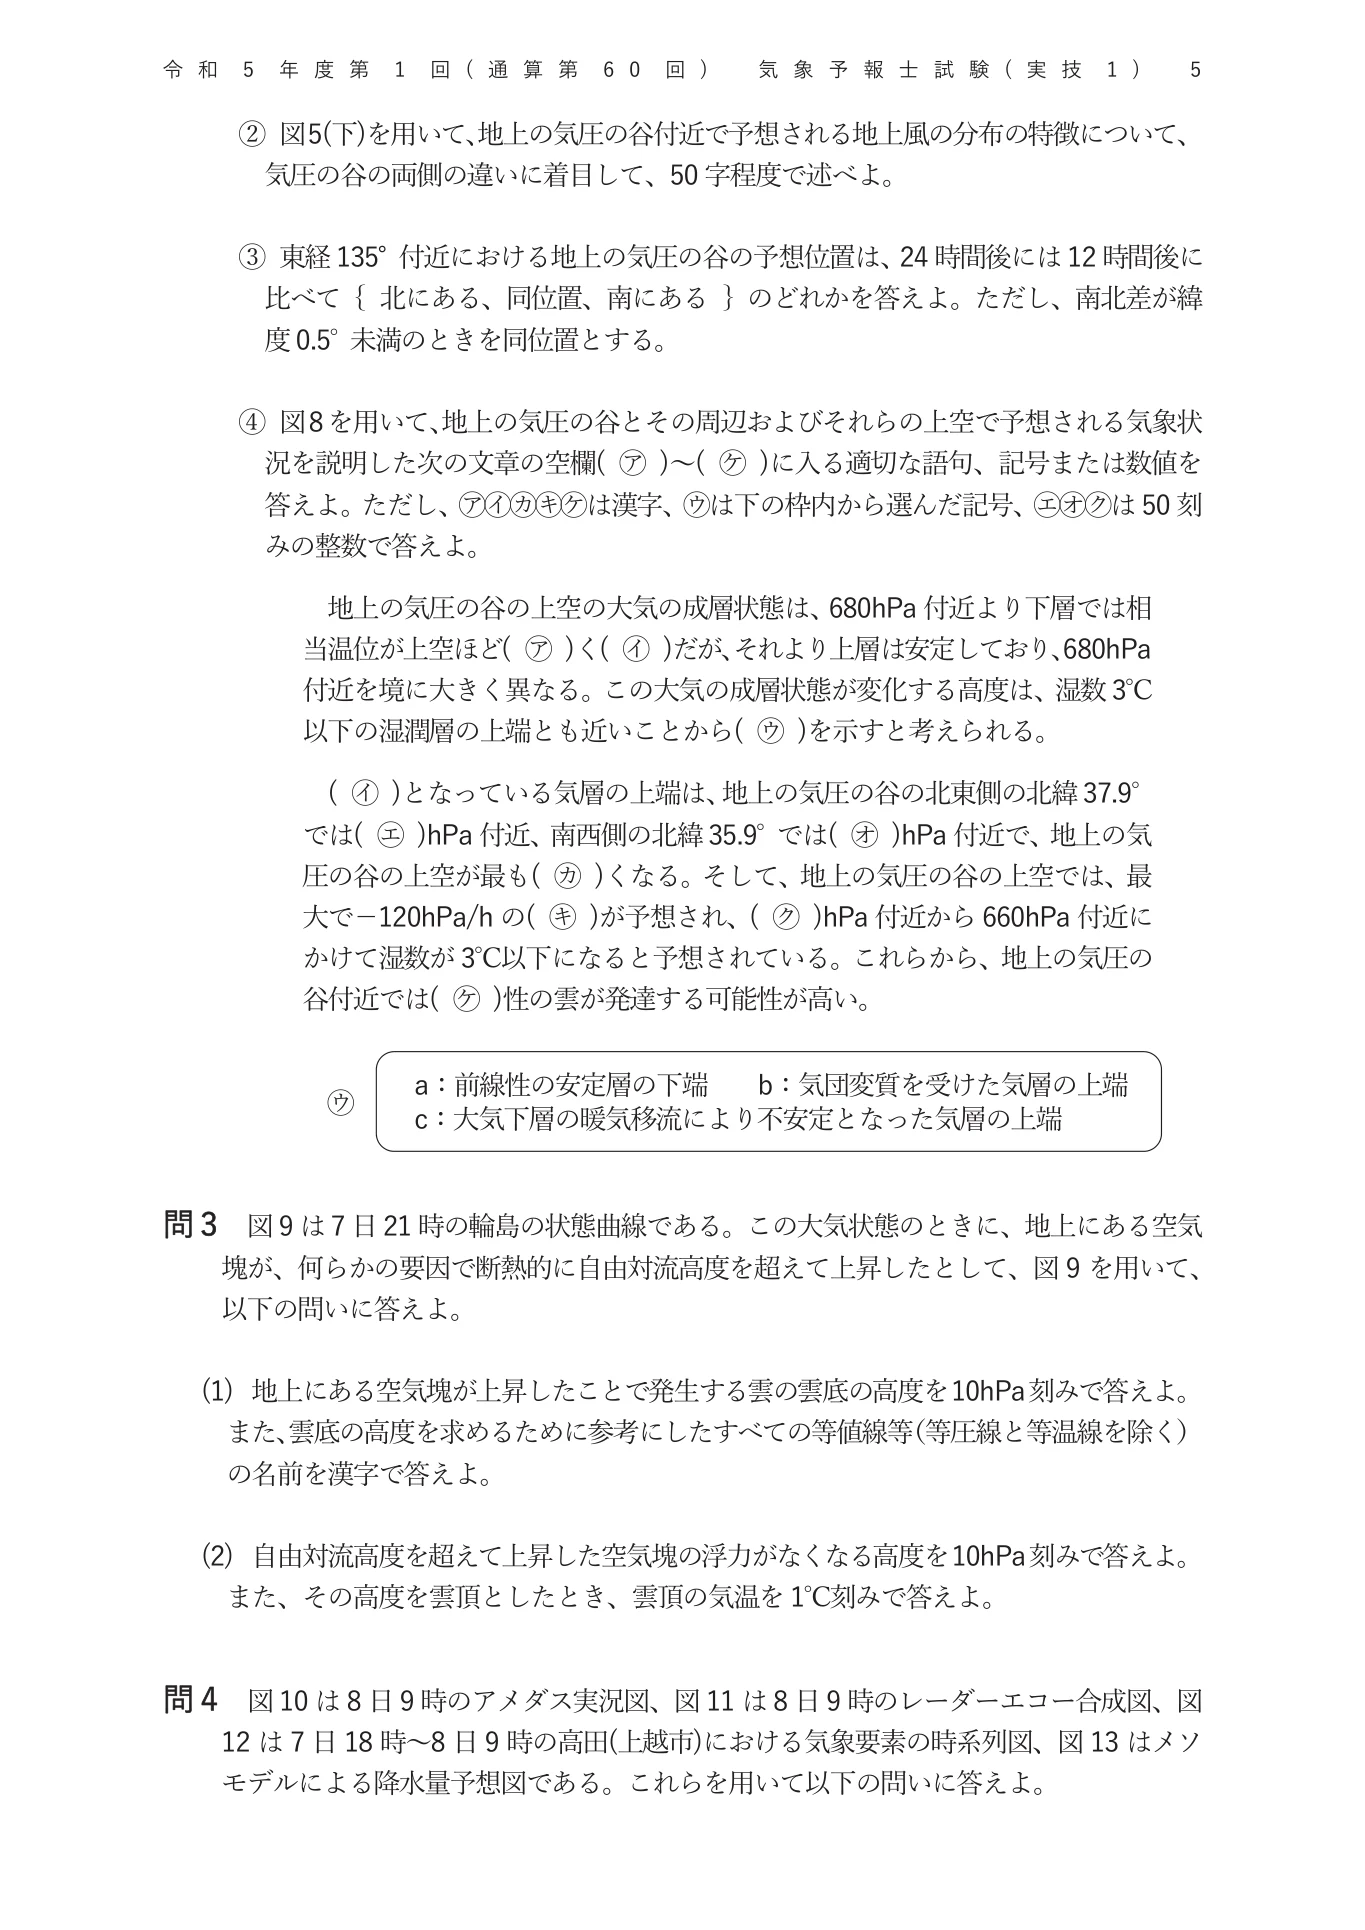 令和5年度第1回(通算第60回) 気象予報士試験(実技1) 5
② 図5(下)を用いて、地上の気圧の谷付近で予想される地上風の分布の特徴について、
気圧の谷の両側の違いに着目して、50字程度で述べよ。
③ 東経135° 付近における地上の気圧の谷の予想位置は、24時間後には12時間後に
比べて { 北にある、同位置、南にある } のどれかを答えよ。ただし、南北差が緯
度0.5° 未満のときを同位置とする。
④ 図8を用いて、地上の気圧の谷とその周辺およびそれらの上空で予想される気象状
況を説明した次の文章の空欄( ㋐ )〜( ㋘ )に入る適切な語句、記号または数値を
答えよ。ただし、㋐㋑㋕㋖㋘は漢字、㋒は下の枠内から選んだ記号、㋓㋔㋗は50刻
みの整数で答えよ。
地上の気圧の谷の上空の大気の成層状態は、680hPa付近より下層では相
当温位が上空ほど( ㋐ )く( ㋑ )だが、それより上層は安定しており、680hPa
付近を境に大きく異なる。この大気の成層状態が変化する高度は、湿数3℃
以下の湿潤層の上端とも近いことから( ㋒ )を示すと考えられる。
( ㋑ )となっている気層の上端は、地上の気圧の谷の北東側の北緯37.9°
では( ㋓ )hPa付近、南西側の北緯35.9° では( ㋔ )hPa付近で、地上の気
圧の谷の上空が最も( ㋕ )くなる。そして、地上の気圧の谷の上空では、最
大で−120hPa/hの( ㋖ )が予想され、( ㋗ )hPa付近から660hPa付近に
かけて湿数が3℃以下になると予想されている。これらから、地上の気圧の
谷付近では( ㋘ )性の雲が発達する可能性が高い。
㋒ a：前線性の安定層の下端 b：気団変質を受けた気層の上端
c：大気下層の暖気移流により不安定となった気層の上端
問3 図9は7日21時の輪島の状態曲線である。この大気状態のときに、地上にある空気
塊が、何らかの要因で断熱的に自由対流高度を超えて上昇したとして、図9を用いて、
以下の問いに答えよ。
(1) 地上にある空気塊が上昇したことで発生する雲の雲底の高度を10hPa刻みで答えよ。
また、雲底の高度を求めるために参考にしたすべての等値線等(等圧線と等温線を除く)
の名前を漢字で答えよ。
(2) 自由対流高度を超えて上昇した空気塊の浮力がなくなる高度を10hPa刻みで答えよ。
また、その高度を雲頂としたとき、雲頂の気温を1℃刻みで答えよ。
問4 図10は8日9時のアメダス実況図、図11は8日9時のレーダーエコー合成図、図
12は7日18時〜8日9時の高田(上越市)における気象要素の時系列図、図13はメソ
モデルによる降水量予想図である。これらを用いて以下の問いに答えよ。